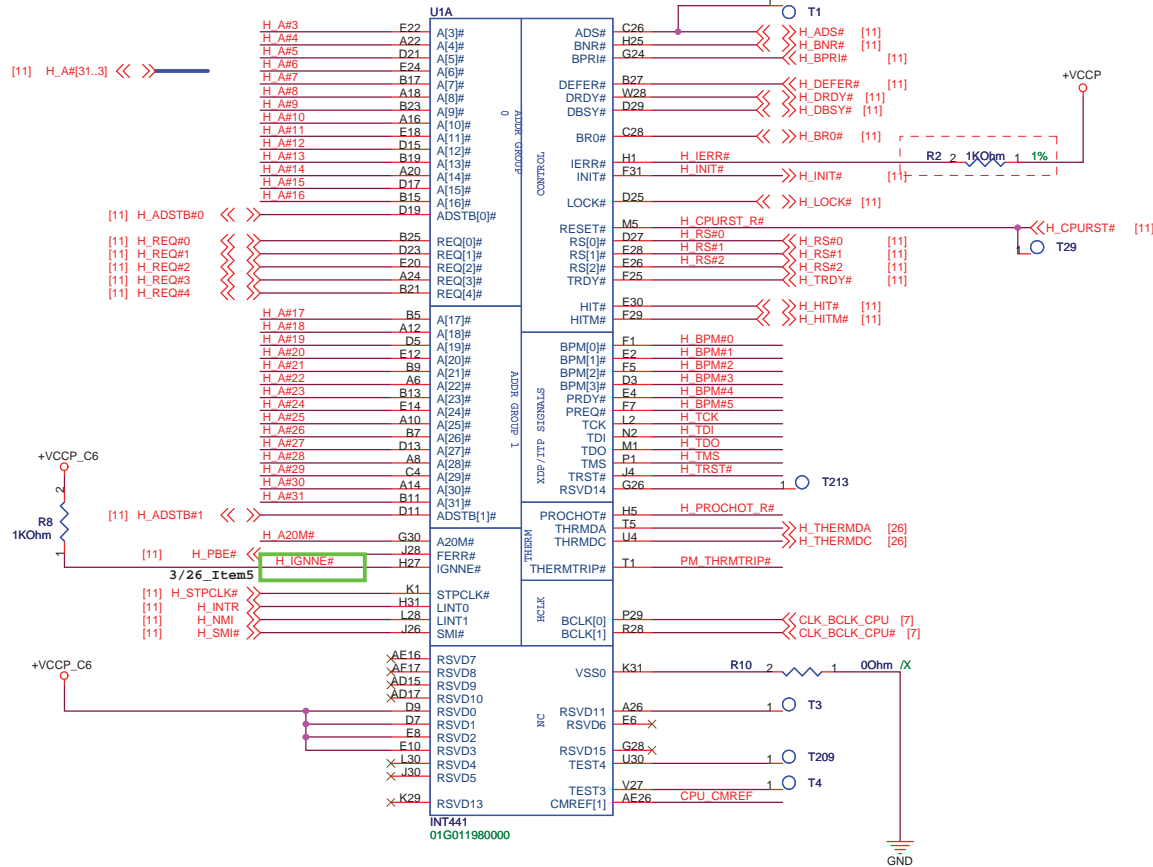 U1A
T1
H_A#3 E22 A[3]# ADS# C26
H_A#4 A22 A[4]# BNR# H25 H_ADS# [11]
H_A#5 D21 A[5]# BPRI# G24 H_BNR# [11]
H_A#6 E24 A[6]# H_BPRI# [11]
[11] H_A#[31..3]
H_A#7 B17 A[7]# DEFER# B27 H_DEFER# [11] +VCCP
H_A#8 A18 A[8]# DRDY# W28 H_DRDY# [11]
H_A#9 B23 A[9]# DBSY# D29 H_DBSY# [11]
H_A#10 A16 A[10]#
H_A#11 E18 A[11]# BR0# C28 H_BR0# [11]
H_A#12 D15 A[12]#
H_A#13 B19 A[13]# IERR# H1 H_IERR# R2 2 1KOhm 1 1%
H_A#14 A20 A[14]# INIT# F31 H_INIT# H_INIT# [11]
H_A#15 D17 A[15]#
H_A#16 B15 A[16]# LOCK# D25 H_LOCK# [11]
[11] H_ADSTB#0 D19 ADSTB[0]#
ADDR GROUP 0
CONTROL
RESET# M5 H_CPURST_R# H_CPURST# [11]
[11] H_REQ#0 B25 REQ[0]# RS[0]# D27 H_RS#0 H_RS#0 [11]
1 T29
[11] H_REQ#1 D23 REQ[1]# RS[1]# E28 H_RS#1 H_RS#1 [11]
[11] H_REQ#2 E20 REQ[2]# RS[2]# E26 H_RS#2 H_RS#2 [11]
[11] H_REQ#3 A24 REQ[3]# TRDY# F25 H_TRDY# [11]
[11] H_REQ#4 B21 REQ[4]#
HIT# E30 H_HIT# [11]
H_A#17 B5 A[17]# HITM# F29 H_HITM# [11]
H_A#18 A12 A[18]#
H_A#19 D5 A[19]# BPM[0]# F1 H_BPM#0
H_A#20 E12 A[20]# BPM[1]# E2 H_BPM#1
H_A#21 B9 A[21]# BPM[2]# F5 H_BPM#2
H_A#22 A6 A[22]# BPM[3]# D3 H_BPM#3
H_A#23 B13 A[23]# PRDY# E4 H_BPM#4
H_A#24 E14 A[24]# PREQ# F7 H_BPM#5
H_A#25 A10 A[25]# TCK L2 H_TCK
H_A#26 B7 A[26]# TDI N2 H_TDI
H_A#27 D13 A[27]# TDO M1 H_TDO
H_A#28 A8 A[28]# TMS P1 H_TMS
H_A#29 C4 A[29]# TRST# J4 H_TRST#
H_A#30 A14 A[30]# RSVD14 G26 1 T213
H_A#31 B11 A[31]#
[11] H_ADSTB#1 D11 ADSTB[1]#
ADDR GROUP 1
XDP/ITP SIGNALS
+VCCP_C6
2
R8
1KOhm
1
PROCHOT# H5 H_PROCHOT_R#
THRMDA T5 H_THERMDA [26]
H_A20M# G30 A20M# THRMDC U4 H_THERMDC [26]
[11] H_PBE# J28 FERR#
H_IGNNE# H27 IGNNE# THERMTRIP# T1 PM_THRMTRIP#
THERM
3/26_Item5
[11] H_STPCLK# K1 STPCLK#
[11] H_INTR H31 LINT0
[11] H_NMI L28 LINT1 BCLK[0] P29 CLK_BCLK_CPU [7]
[11] H_SMI# J26 SMI# BCLK[1] R28 CLK_BCLK_CPU# [7]
HCLK
+VCCP_C6
AE16 RSVD7
AF17 RSVD8 VSS0 K31 R10 2 1 0Ohm /X
AD15 RSVD9
AD17 RSVD10
D9 RSVD0 RSVD11 A26 1 T3
D7 RSVD1 RSVD6 E6
E8 RSVD2
E10 RSVD3 RSVD15 G28
L30 RSVD4 TEST4 U30 1 T209
J30 RSVD5
TEST3 V27 1 T4
K29 RSVD13 CMREF[1] AE26 CPU_CMREF
NC
INT441
01G011980000
GND